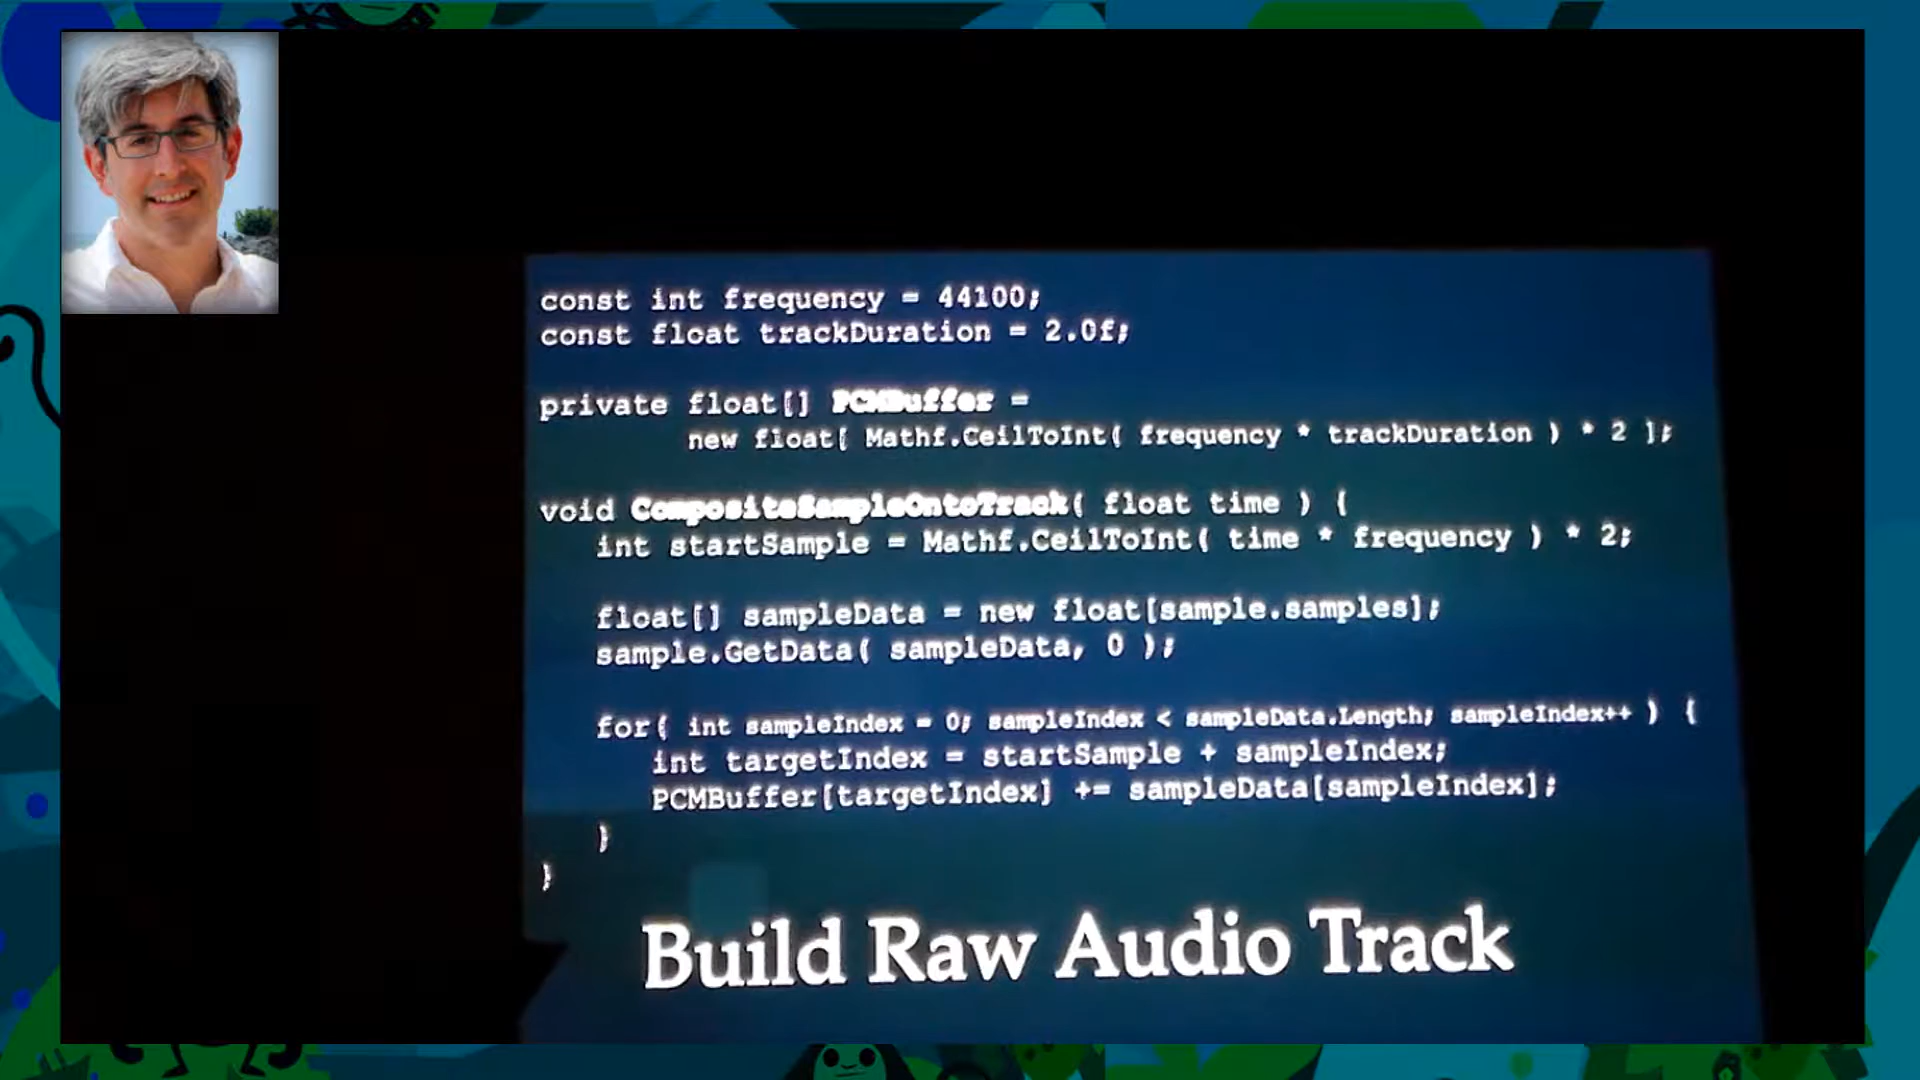 const int frequency = 44100;
const float trackDuration = 2.0f;
private float[] PCMBuffer =
new float[ Mathf.CeilToInt( frequency * trackDuration ) * 2 ];
void CompositeSampleOntoTrack( float time ) {
int startSample = Mathf.CeilToInt( time * frequency ) * 2;
float[] sampleData = new float[sample.samples];
sample.GetData( sampleData, 0 );
for( int sampleIndex = 0; sampleIndex < sampleData.Length; sampleIndex++ ) {
int targetIndex = startSample + sampleIndex;
PCMBuffer[targetIndex] += sampleData[sampleIndex];
}
}
Build Raw Audio Track